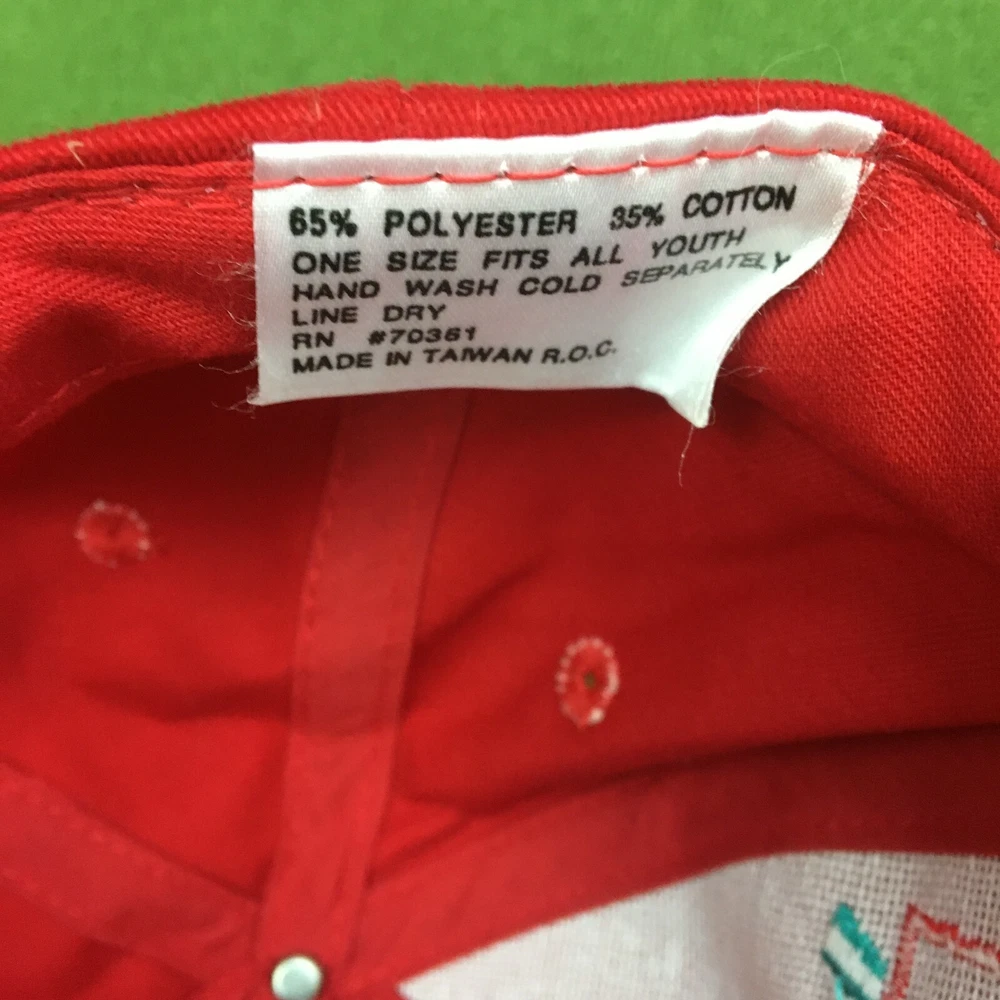 65% POLYESTER 35% COTTON
ONE SIZE FITS ALL YOUTH
HAND WASH COLD SEPARATELY
LINE DRY
RN #70361
MADE IN TAIWAN R.O.C.